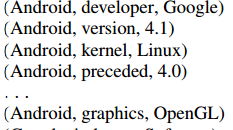 (Android, developer, Google)
(Android, version, 4.1)
(Android, kernel, Linux)
(Android, preceded, 4.0)
. . .
(Android, graphics, OpenGL)